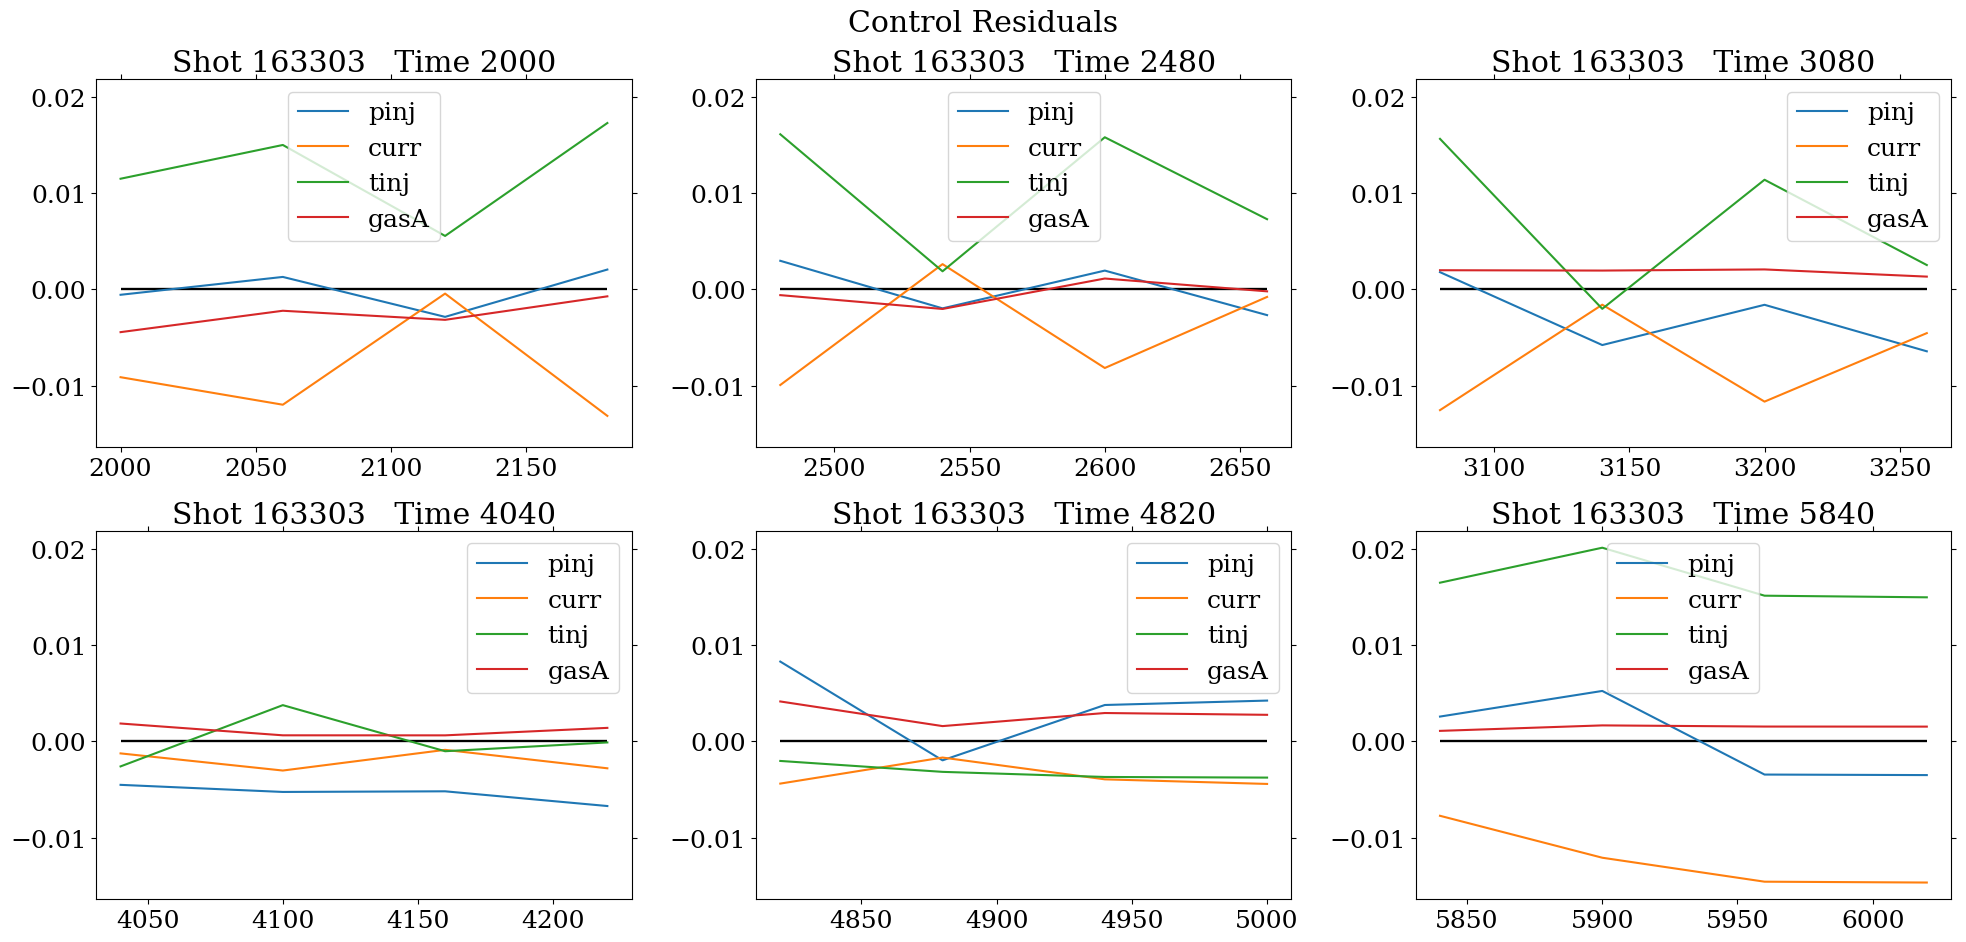 Control Residuals
Shot 163303   Time 2000
0.02
0.01
0.00
−0.01
pinj
curr
tinj
gasA
2000 2050 2100 2150
Shot 163303   Time 2480
0.02
0.01
0.00
−0.01
pinj
curr
tinj
gasA
2500 2550 2600 2650
Shot 163303   Time 3080
0.02
0.01
0.00
−0.01
pinj
curr
tinj
gasA
3100 3150 3200 3250
Shot 163303   Time 4040
0.02
0.01
0.00
−0.01
pinj
curr
tinj
gasA
4050 4100 4150 4200
Shot 163303   Time 4820
0.02
0.01
0.00
−0.01
pinj
curr
tinj
gasA
4850 4900 4950 5000
Shot 163303   Time 5840
0.02
0.01
0.00
−0.01
pinj
curr
tinj
gasA
5850 5900 5950 6000